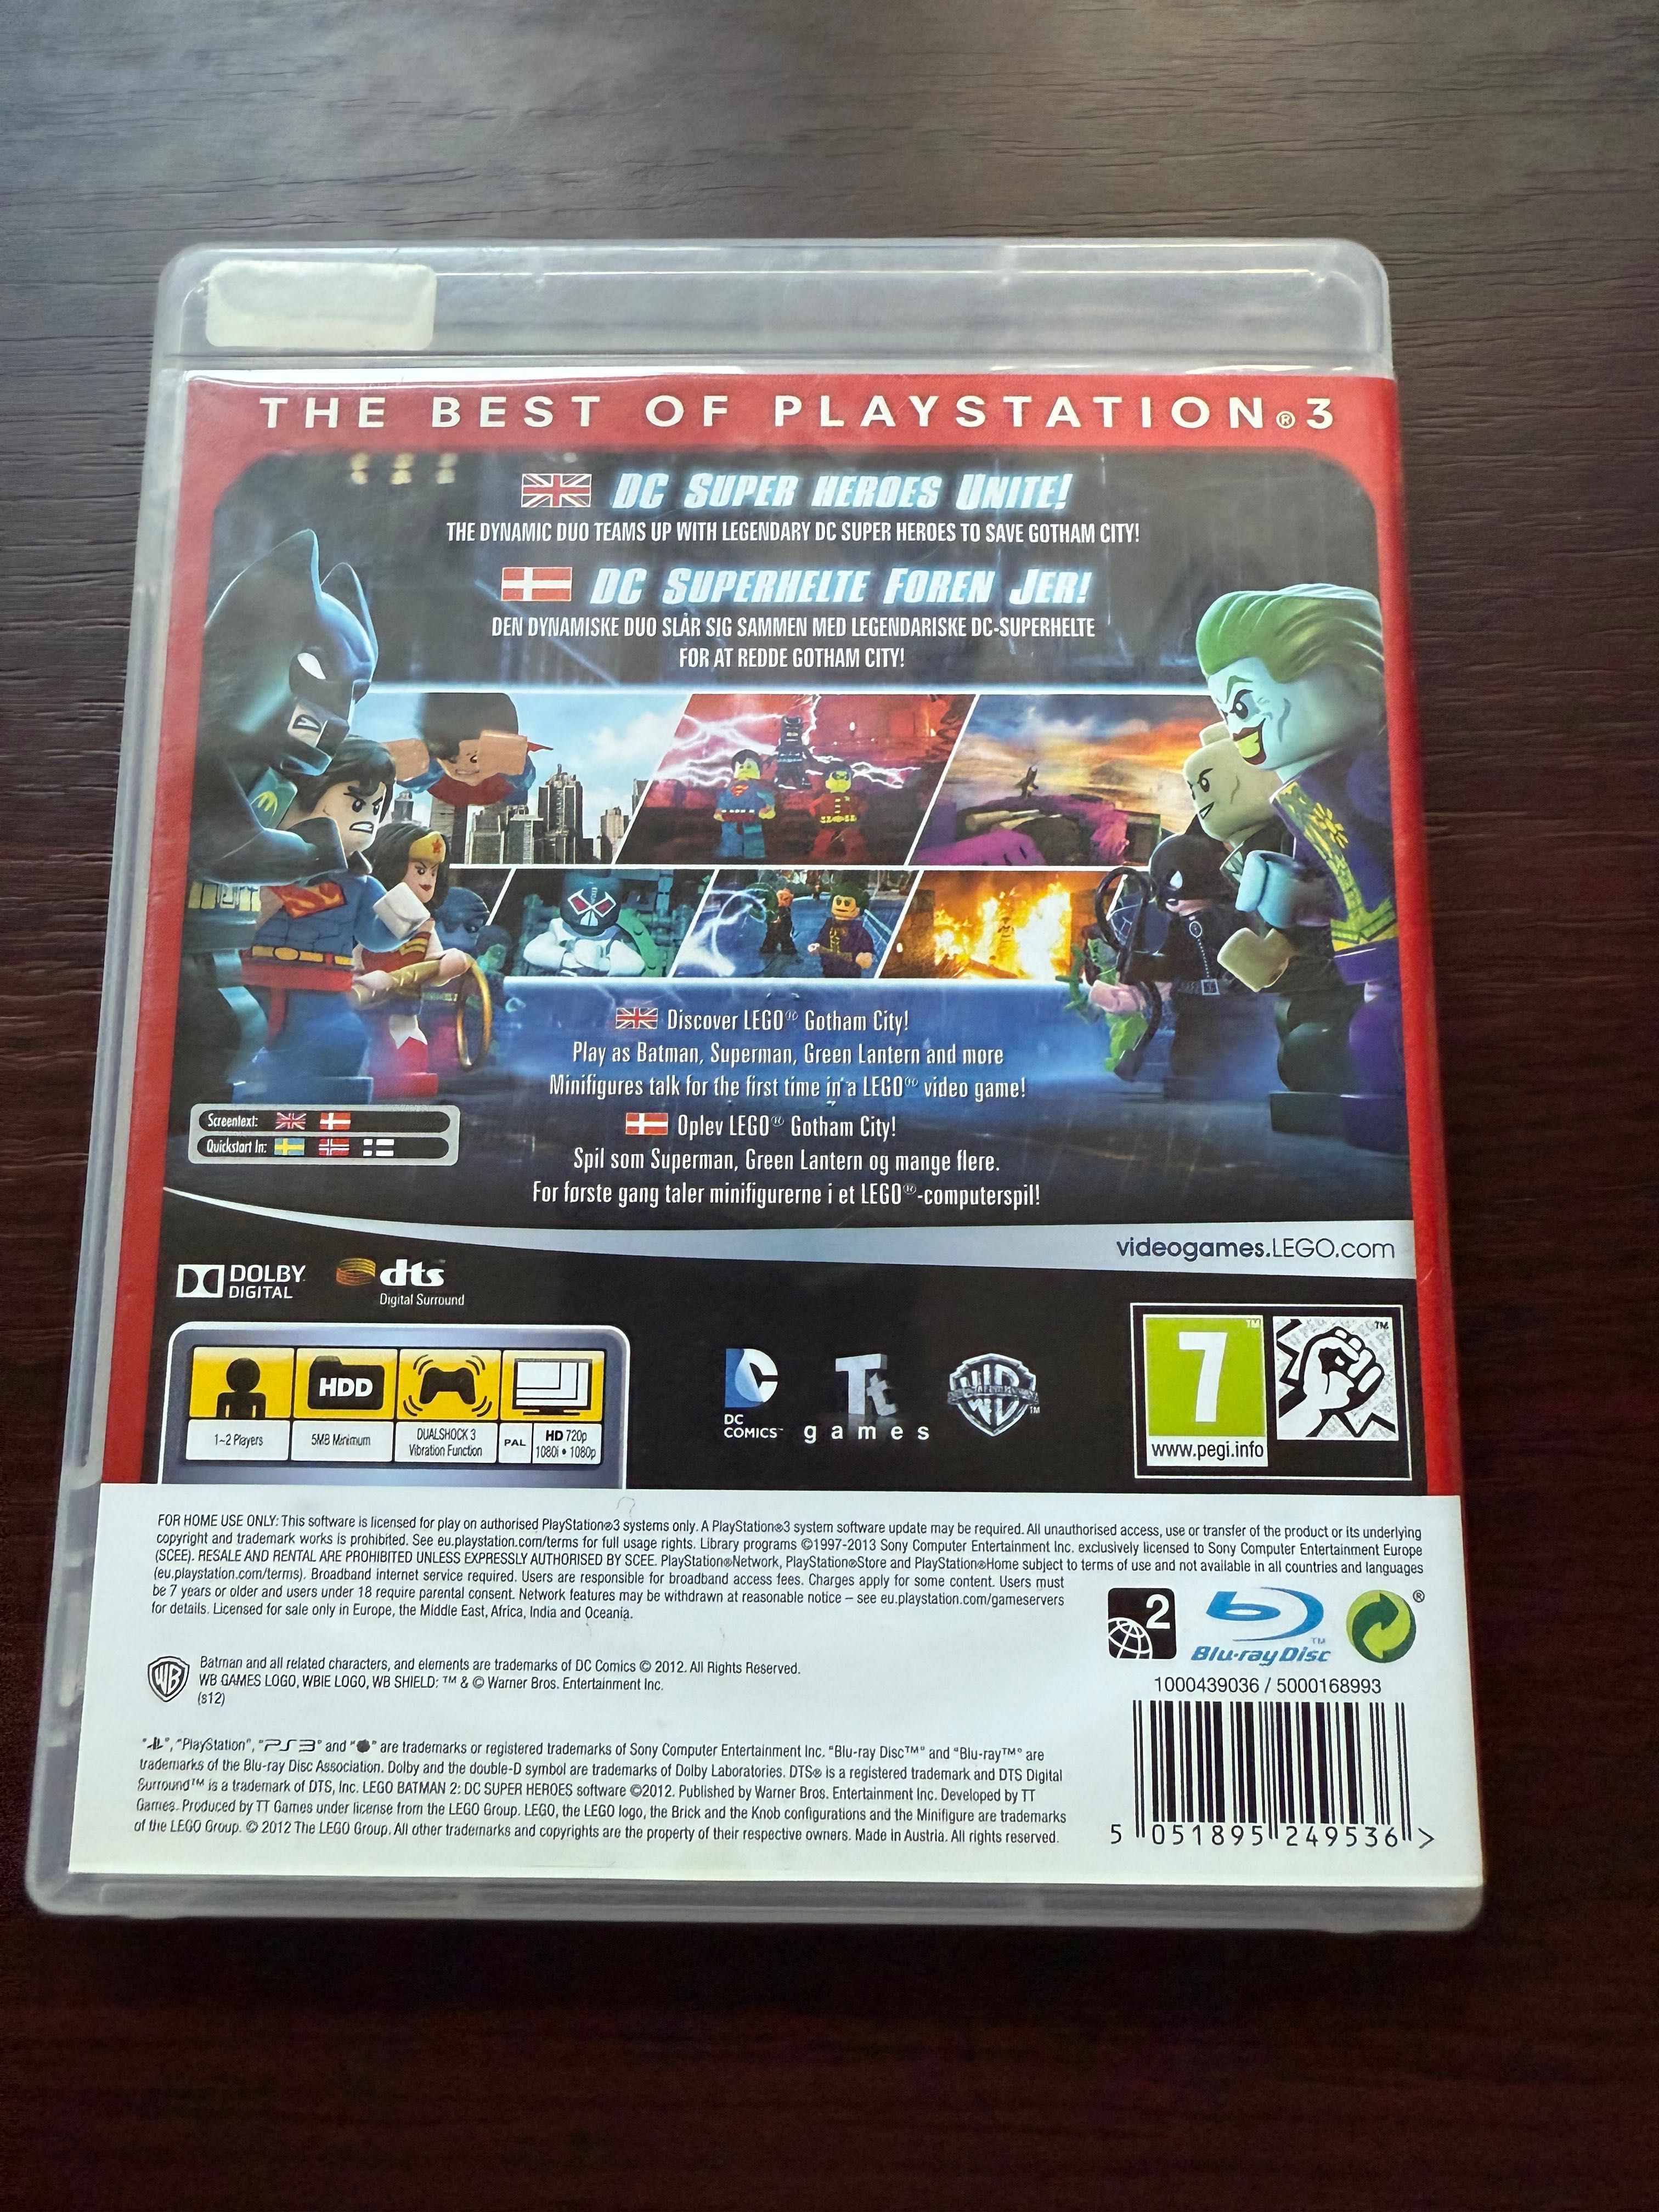 THE BEST OF PLAYSTATION®3
DC SUPER HEROES UNITE!
THE DYNAMIC DUO TEAMS UP WITH LEGENDARY DC SUPER HEROES TO SAVE GOTHAM CITY!
DC SUPERHELTE FOREN JER!
DEN DYNAMISKE DUO SLÅR SIG SAMMEN MED LEGENDARISKE DC-SUPERHELTE
FOR AT REDDE GOTHAM CITY!
Discover LEGO® Gotham City!
Play as Batman, Superman, Green Lantern and more
Minifigures talk for the first time in a LEGO® video game!
Screentext:
Quickstart In:
Oplev LEGO® Gotham City!
Spil som Superman, Green Lantern og mange flere.
For første gang taler minifigurerne i et LEGO®-computerspil!
videogames.LEGO.com
DOLBY
DIGITAL
dts
Digital Surround
HDD
1~2 Players
5MB Minimum
DUALSHOCK 3
Vibration Function
PAL
HD 720p
1080i • 1080p
DC
COMICS™
Tt
games
WB
7
www.pegi.info
FOR HOME USE ONLY: This software is licensed for play on authorised PlayStation®3 systems only. A PlayStation®3 system software update may be required. All unauthorised access, use or transfer of the product or its underlying
copyright and trademark works is prohibited. See eu.playstation.com/terms for full usage rights. Library programs ©1997-2013 Sony Computer Entertainment Inc. exclusively licensed to Sony Computer Entertainment Europe
(SCEE). RESALE AND RENTAL ARE PROHIBITED UNLESS EXPRESSLY AUTHORISED BY SCEE. PlayStation®Network, PlayStation®Store and PlayStation®Home subject to terms of use and not available in all countries and languages
(eu.playstation.com/terms). Broadband internet service required. Users are responsible for broadband access fees. Charges apply for some content. Users must
be 7 years or older and users under 18 require parental consent. Network features may be withdrawn at reasonable notice – see eu.playstation.com/gameservers
for details. Licensed for sale only in Europe, the Middle East, Africa, India and Oceania.
2
Blu-ray Disc™
®
WB
Batman and all related characters, and elements are trademarks of DC Comics © 2012. All Rights Reserved.
WB GAMES LOGO, WBIE LOGO, WB SHIELD: ™ & © Warner Bros. Entertainment Inc.
(s12)
1000439036 / 5000168993
"", "PlayStation", "PS3" and "" are trademarks or registered trademarks of Sony Computer Entertainment Inc. "Blu-ray Disc™" and "Blu-ray™" are
trademarks of the Blu-ray Disc Association. Dolby and the double-D symbol are trademarks of Dolby Laboratories. DTS® is a registered trademark and DTS Digital
Surround™ is a trademark of DTS, Inc. LEGO BATMAN 2: DC SUPER HEROES software ©2012. Published by Warner Bros. Entertainment Inc. Developed by TT
Games. Produced by TT Games under license from the LEGO Group. LEGO, the LEGO logo, the Brick and the Knob configurations and the Minifigure are trademarks
of the LEGO Group. © 2012 The LEGO Group. All other trademarks and copyrights are the property of their respective owners. Made in Austria. All rights reserved.
5 051895 249536 >